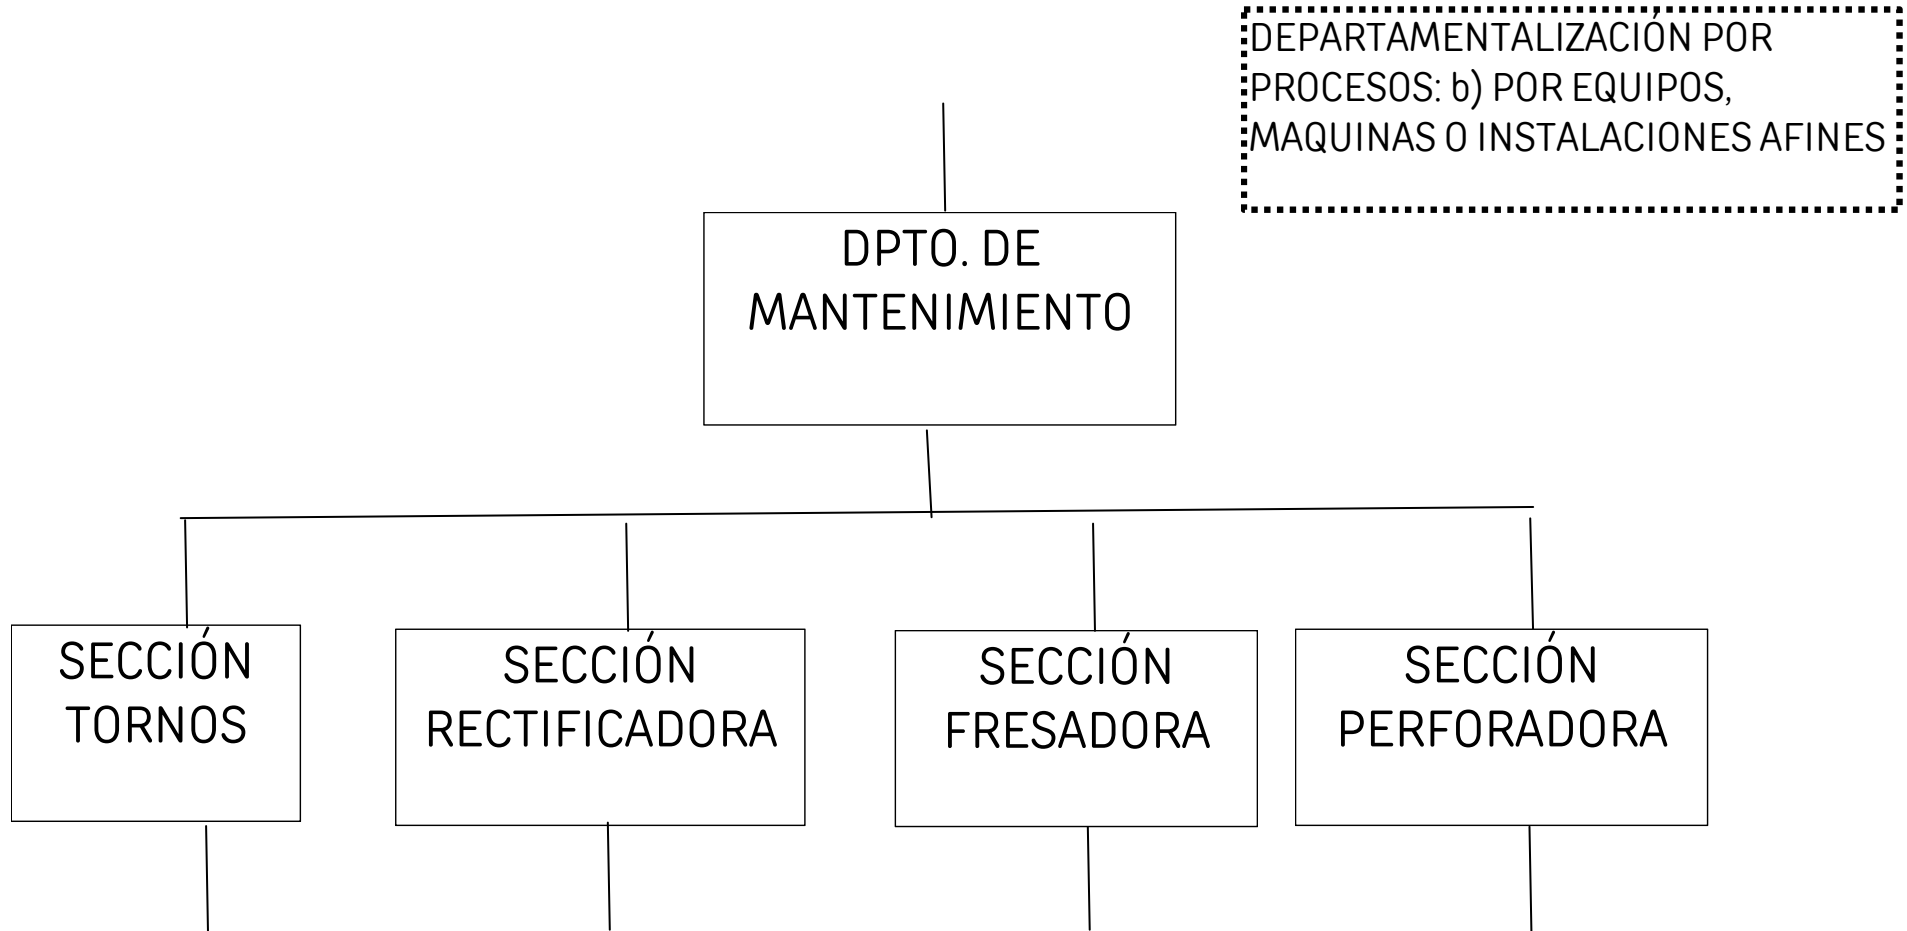 DEPARTAMENTALIZACIÓN POR
PROCESOS: b) POR EQUIPOS,
MAQUINAS O INSTALACIONES AFINES
DPTO. DE
MANTENIMIENTO
SECCIÓN
TORNOS
SECCIÓN
RECTIFICADORA
SECCIÓN
FRESADORA
SECCIÓN
PERFORADORA